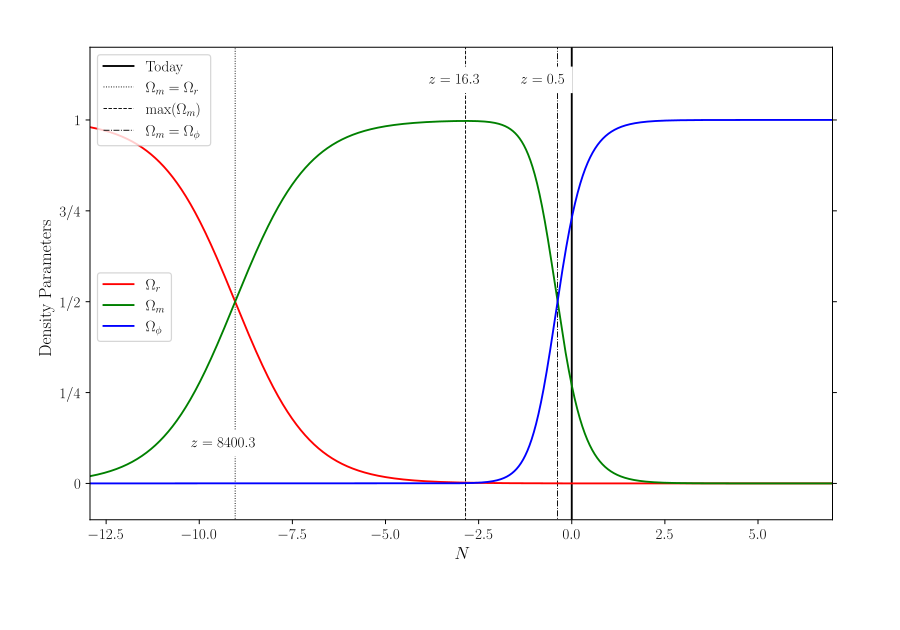 Today
Ωₘ = Ωᵣ
max(Ωₘ)
Ωₘ = Ω_ϕ
z = 16.3
z = 0.5
Ωᵣ
Ωₘ
Ω_ϕ
z = 8400.3
Density Parameters
1
3/4
1/2
1/4
0
−12.5 −10.0 −7.5 −5.0 −2.5 0.0 2.5 5.0
N